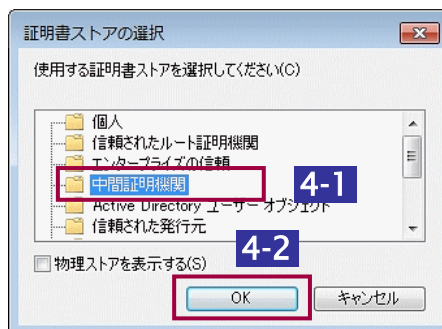 証明書ストアの選択
使用する証明書ストアを選択してください(C)
個人
信頼されたルート証明機関
エンタープライズの信頼
中間証明機関
4-1
Active Directory ユーザー オブジェクト
信頼された発行元
4-2
物理ストアを表示する(S)
OK
キャンセル